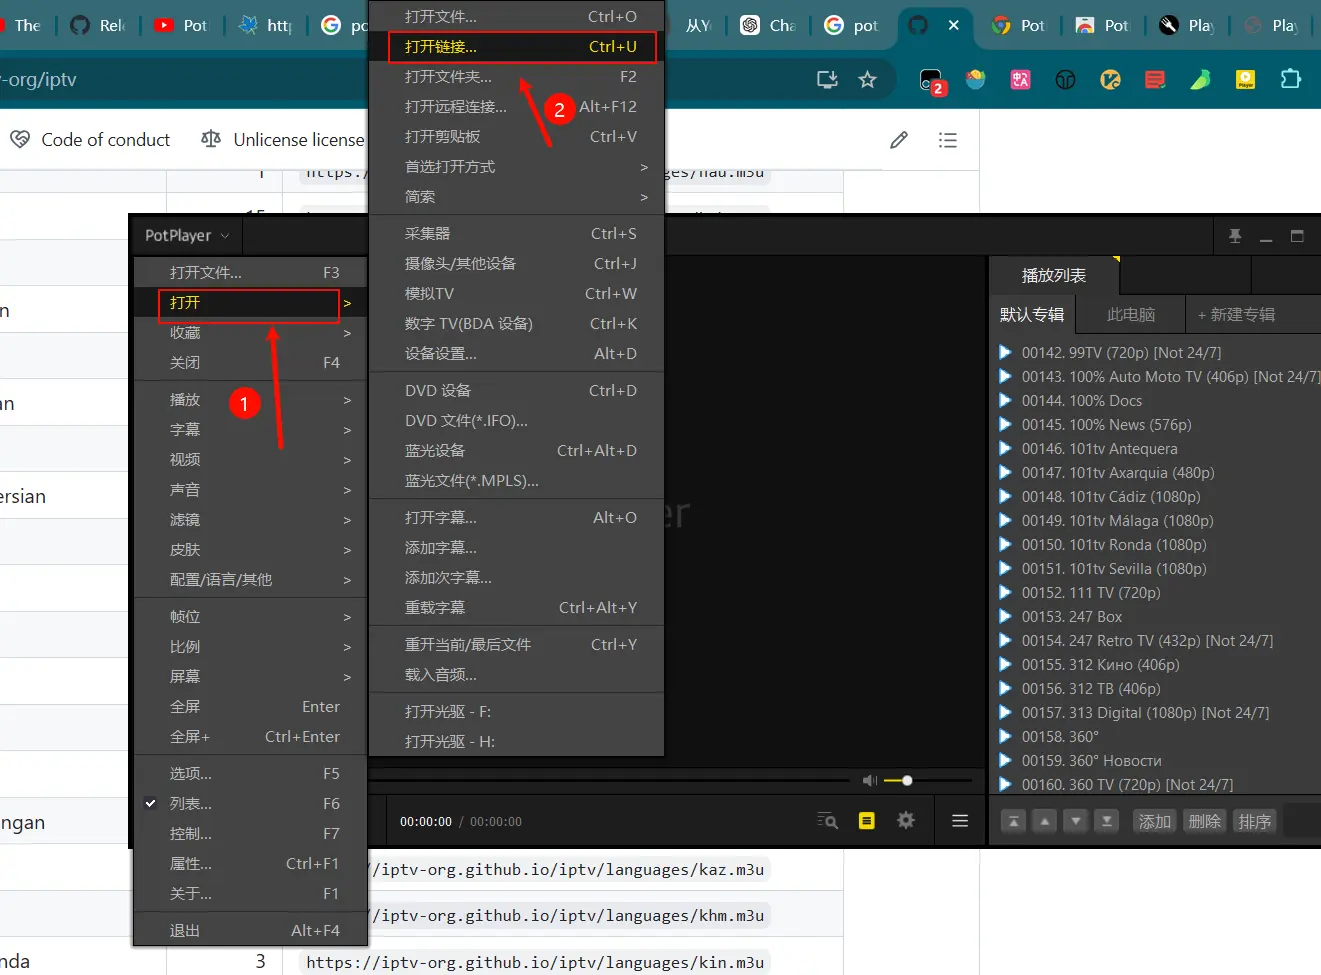 The
Rele
Pot
http
po
从Y
Cha
pot
Pot
Pot
Play
Play
-org/iptv
2
Code of conduct
Unlicense license
1
https:/
es/hau.m3u
15
n
an
ersian
ngan
nda
PotPlayer
打开文件... F3
打开 >
收藏 >
关闭 F4
播放 >
字幕 >
视频 >
声音 >
滤镜 >
皮肤 >
配置/语言/其他 >
帧位 >
比例 >
屏幕 >
全屏 Enter
全屏+ Ctrl+Enter
选项... F5
列表... F6
控制... F7
属性... Ctrl+F1
关于... F1
退出 Alt+F4
1
打开文件... Ctrl+O
打开链接... Ctrl+U
打开文件夹... F2
打开远程连接... Alt+F12
打开剪贴板 Ctrl+V
首选打开方式 >
简索 >
采集器 Ctrl+S
摄像头/其他设备 Ctrl+J
模拟TV Ctrl+W
数字 TV(BDA 设备) Ctrl+K
设备设置... Alt+D
DVD 设备 Ctrl+D
DVD 文件(*.IFO)...
蓝光设备 Ctrl+Alt+D
蓝光文件(*.MPLS)...
打开字幕... Alt+O
添加字幕...
添加次字幕...
重载字幕 Ctrl+Alt+Y
重开当前/最后文件 Ctrl+Y
载入音频...
打开光驱 - F:
打开光驱 - H:
2
er
00:00:00 / 00:00:00
播放列表
默认专辑 此电脑 + 新建专辑
00142. 99TV (720p) [Not 24/7]
00143. 100% Auto Moto TV (406p) [Not 24/7]
00144. 100% Docs
00145. 100% News (576p)
00146. 101tv Antequera
00147. 101tv Axarquia (480p)
00148. 101tv Cádiz (1080p)
00149. 101tv Málaga (1080p)
00150. 101tv Ronda (1080p)
00151. 101tv Sevilla (1080p)
00152. 111 TV (720p)
00153. 247 Box
00154. 247 Retro TV (432p) [Not 24/7]
00155. 312 Кино (406p)
00156. 312 ТВ (406p)
00157. 313 Digital (1080p) [Not 24/7]
00158. 360°
00159. 360° Новости
00160. 360 TV (720p) [Not 24/7]
添加 删除 排序
/iptv-org.github.io/iptv/languages/kaz.m3u
/iptv-org.github.io/iptv/languages/khm.m3u
3 https://iptv-org.github.io/iptv/languages/kin.m3u